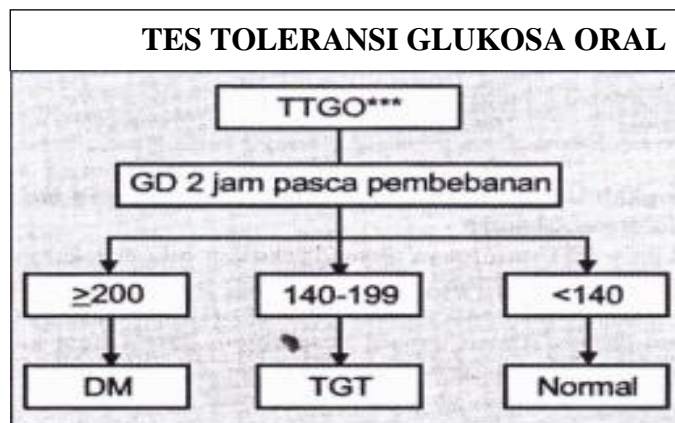 TES TOLERANSI GLUKOSA ORAL
TTGO***
GD 2 jam pasca pembebanan
≥200 140-199 <140
DM TGT Normal